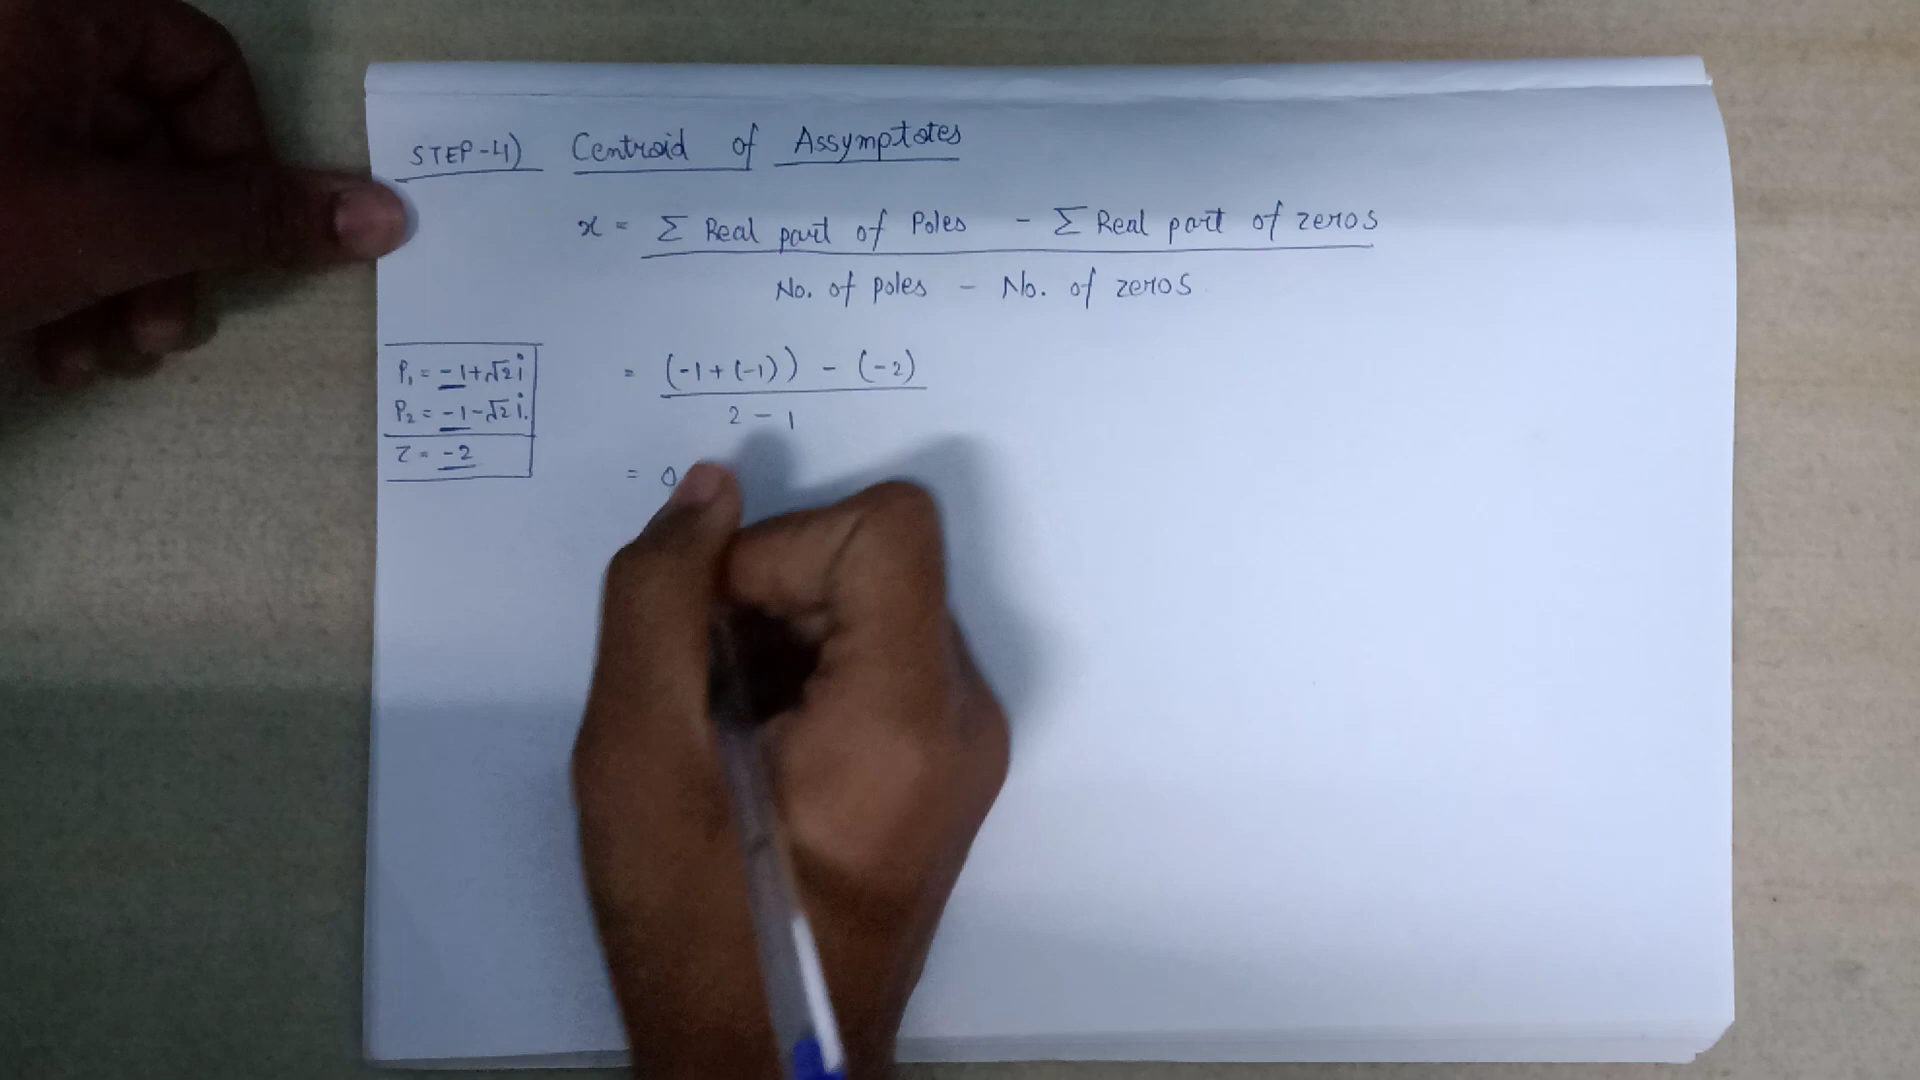 STEP-4) Centroid of Assymptotes
x = Σ Real part of Poles - Σ Real part of zeros
No. of poles - No. of zeros
P₁ = -1+√2i
P₂ = -1-√2i.
Z = -2
= (-1+(-1)) - (-2)
2 - 1
= 0